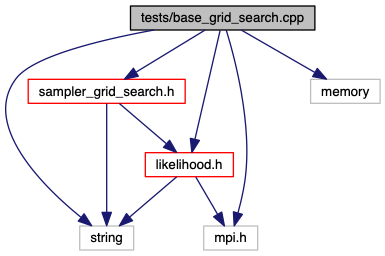 tests/base_grid_search.cpp
sampler_grid_search.h
memory
likelihood.h
string
mpi.h